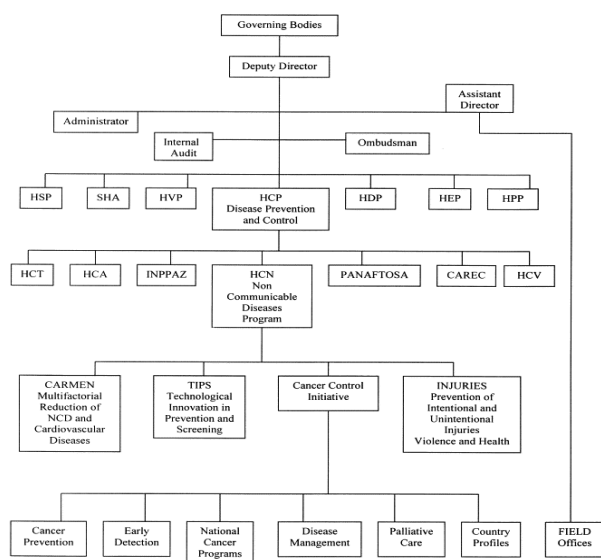 Governing Bodies
Deputy Director
Assistant
Director
Administrator
Internal
Audit
Ombudsman
HSP
SHA
HVP
HCP
Disease Prevention
and Control
HDP
HEP
HPP
HCT
HCA
INPPAZ
HCN
Non
Communicable
Diseases
Program
PANAFTOSA
CAREC
HCV
CARMEN
Multifactorial
Reduction of
NCD and
Cardiovascular
Diseases
TIPS
Technological
Innovation in
Prevention and
Screening
Cancer Control
Initiative
INJURIES
Prevention of
Intentional and
Unintentional
Injuries
Violence and Health
Cancer
Prevention
Early
Detection
National
Cancer
Programs
Disease
Management
Palliative
Care
Country
Profiles
FIELD
Offices